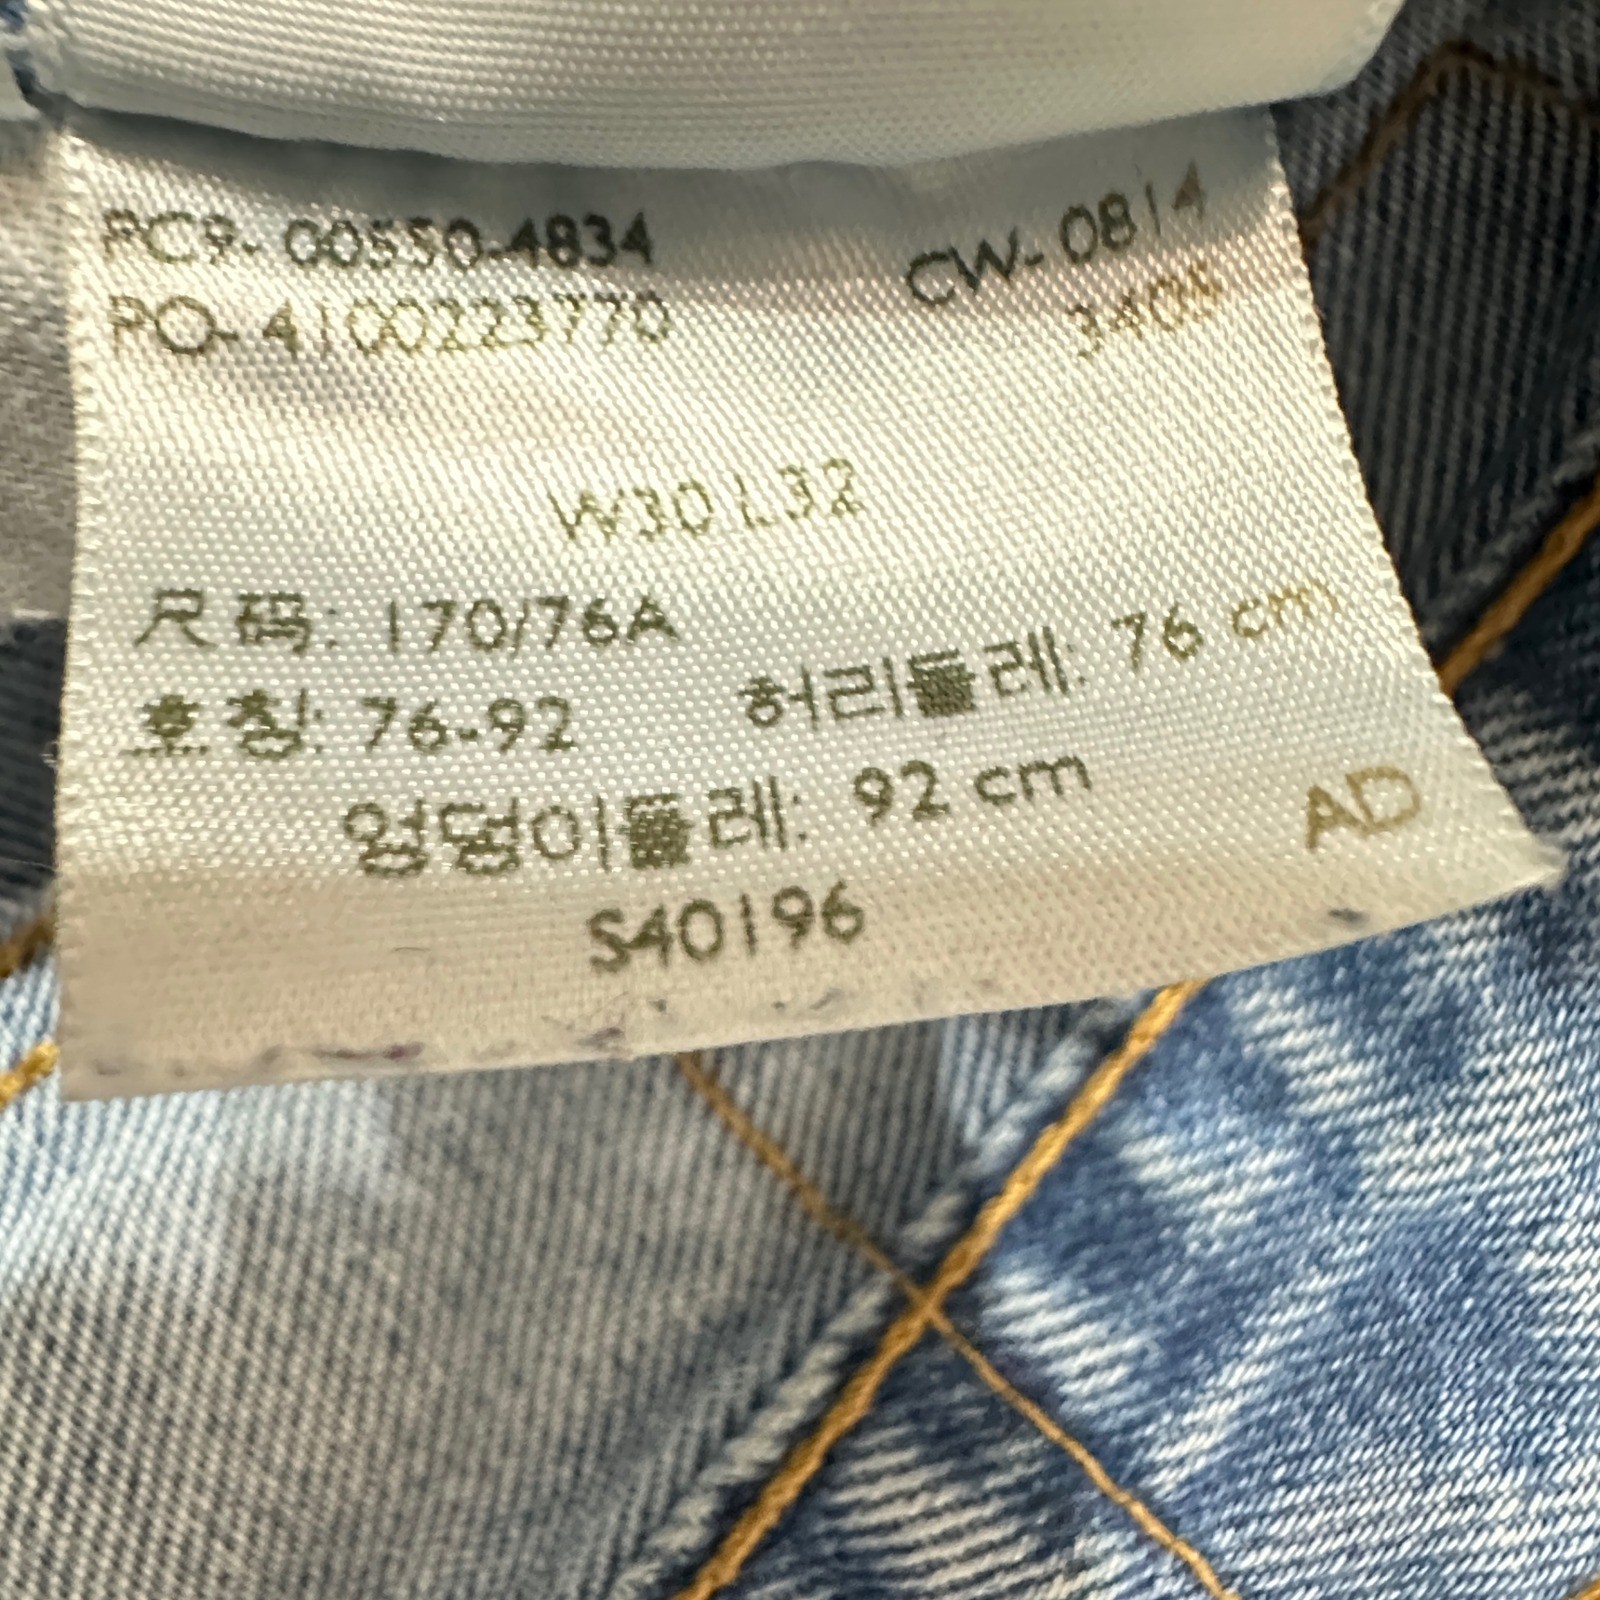 PC9-00550-4834 CW-0814
PO-4100223770 3405
W30 L32
尺码: 170/76A
호칭: 76-92 허리둘레: 76 cm
엉덩이둘레: 92 cm
AD
S40196